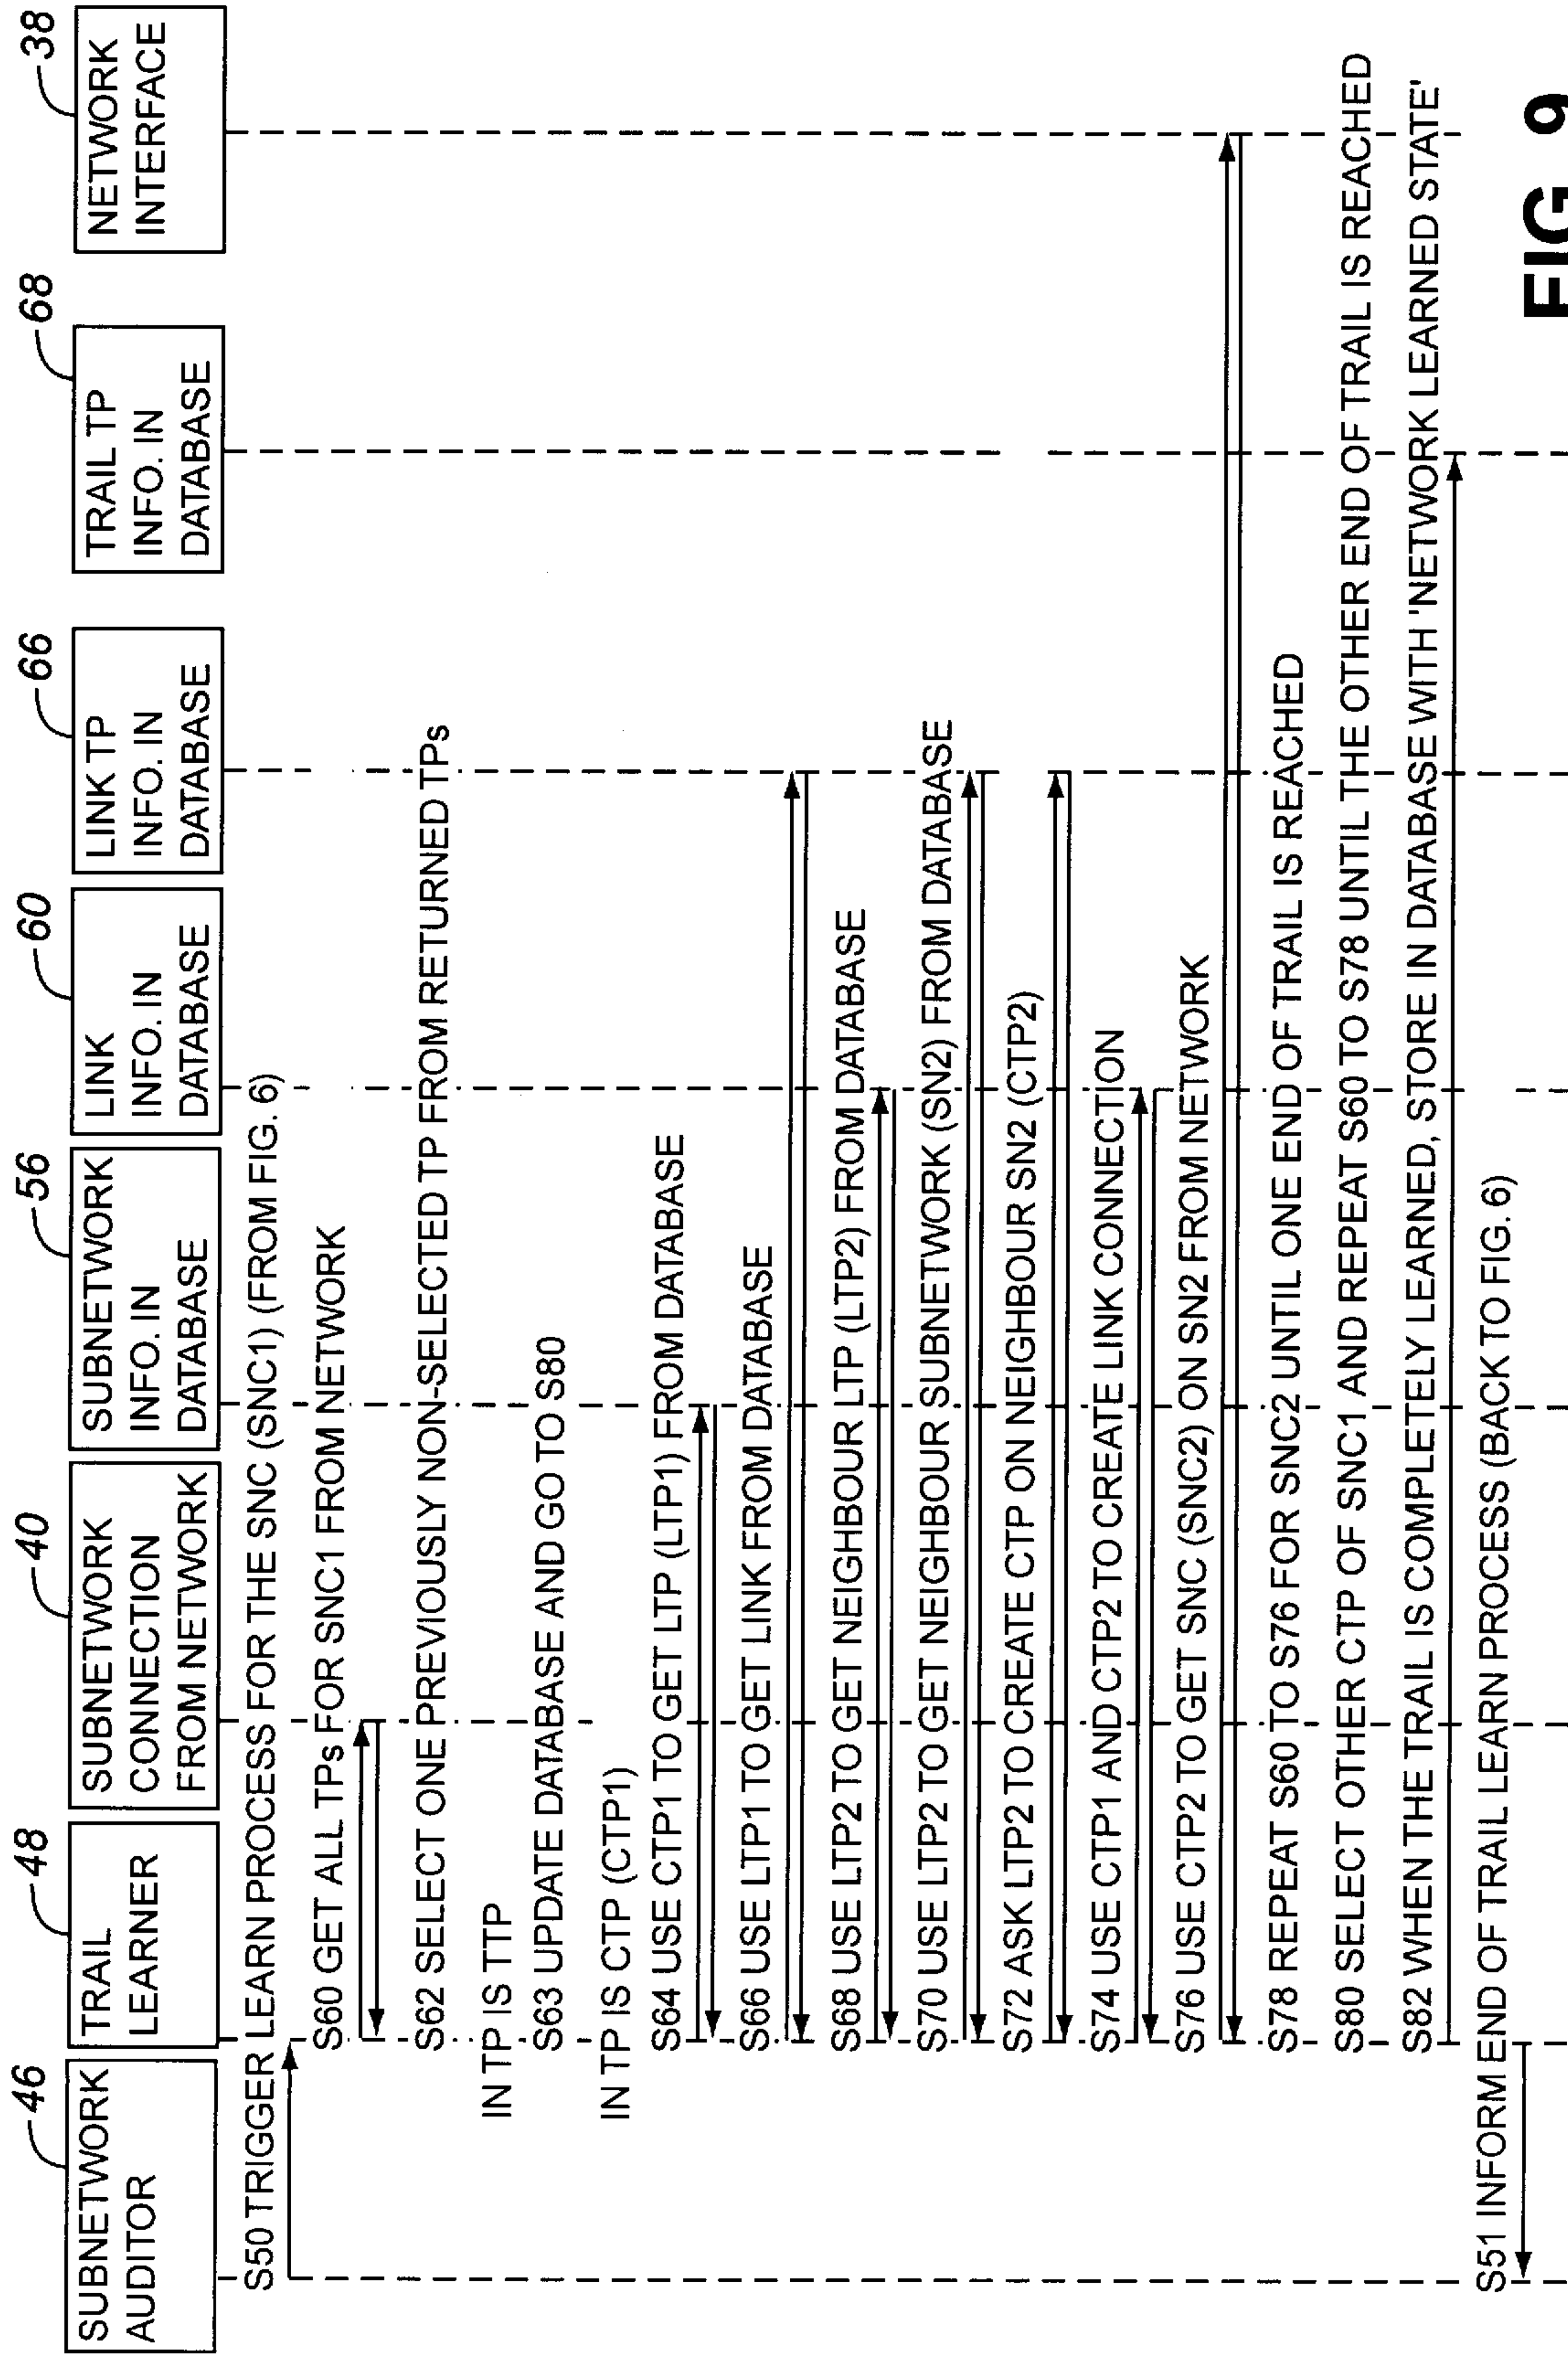 46
SUBNETWORK
AUDITOR
48
TRAIL
LEARNER
40
SUBNETWORK
CONNECTION
FROM NETWORK
56
SUBNETWORK
INFO. IN
DATABASE
60
LINK
INFO. IN
DATABASE
66
LINK TP
INFO. IN
DATABASE
68
TRAIL TP
INFO. IN
DATABASE
38
NETWORK
INTERFACE
S50 TRIGGER LEARN PROCESS FOR THE SNC (SNC1) (FROM FIG. 6)
S60 GET ALL TPs FOR SNC1 FROM NETWORK
S62 SELECT ONE PREVIOUSLY NON-SELECTED TP FROM RETURNED TPs
IN TP IS TTP
S63 UPDATE DATABASE AND GO TO S80
IN TP IS CTP (CTP1)
S64 USE CTP1 TO GET LTP (LTP1) FROM DATABASE
S66 USE LTP1 TO GET LINK FROM DATABASE
S68 USE LTP2 TO GET NEIGHBOUR LTP (LTP2) FROM DATABASE
S70 USE LTP2 TO GET NEIGHBOUR SUBNETWORK (SN2) FROM DATABASE
S72 ASK LTP2 TO CREATE CTP ON NEIGHBOUR SN2 (CTP2)
S74 USE CTP1 AND CTP2 TO CREATE LINK CONNECTION
S76 USE CTP2 TO GET SNC (SNC2) ON SN2 FROM NETWORK
S78 REPEAT S60 TO S76 FOR SNC2 UNTIL ONE END OF TRAIL IS REACHED
S80 SELECT OTHER CTP OF SNC1 AND REPEAT S60 TO S78 UNTIL THE OTHER END OF TRAIL IS REACHED
S82 WHEN THE TRAIL IS COMPLETELY LEARNED, STORE IN DATABASE WITH 'NETWORK LEARNED STATE'
S51 INFORM END OF TRAIL LEARN PROCESS (BACK TO FIG. 6)
FIG 9